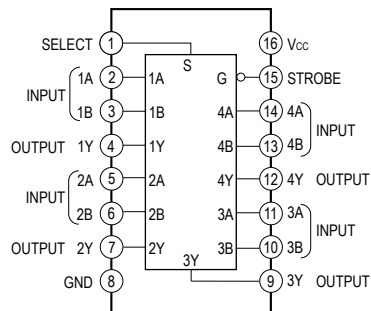 SELECT 1 16 Vcc
S
1A 2 1A G 15 STROBE
INPUT
1B 3 1B 4A 14 4A
INPUT
OUTPUT 1Y 4 1Y 4B 13 4B
2A 5 2A 4Y 12 4Y OUTPUT
INPUT
2B 6 2B 3A 11 3A
INPUT
OUTPUT 2Y 7 2Y 3B 10 3B
3Y
GND 8 9 3Y OUTPUT